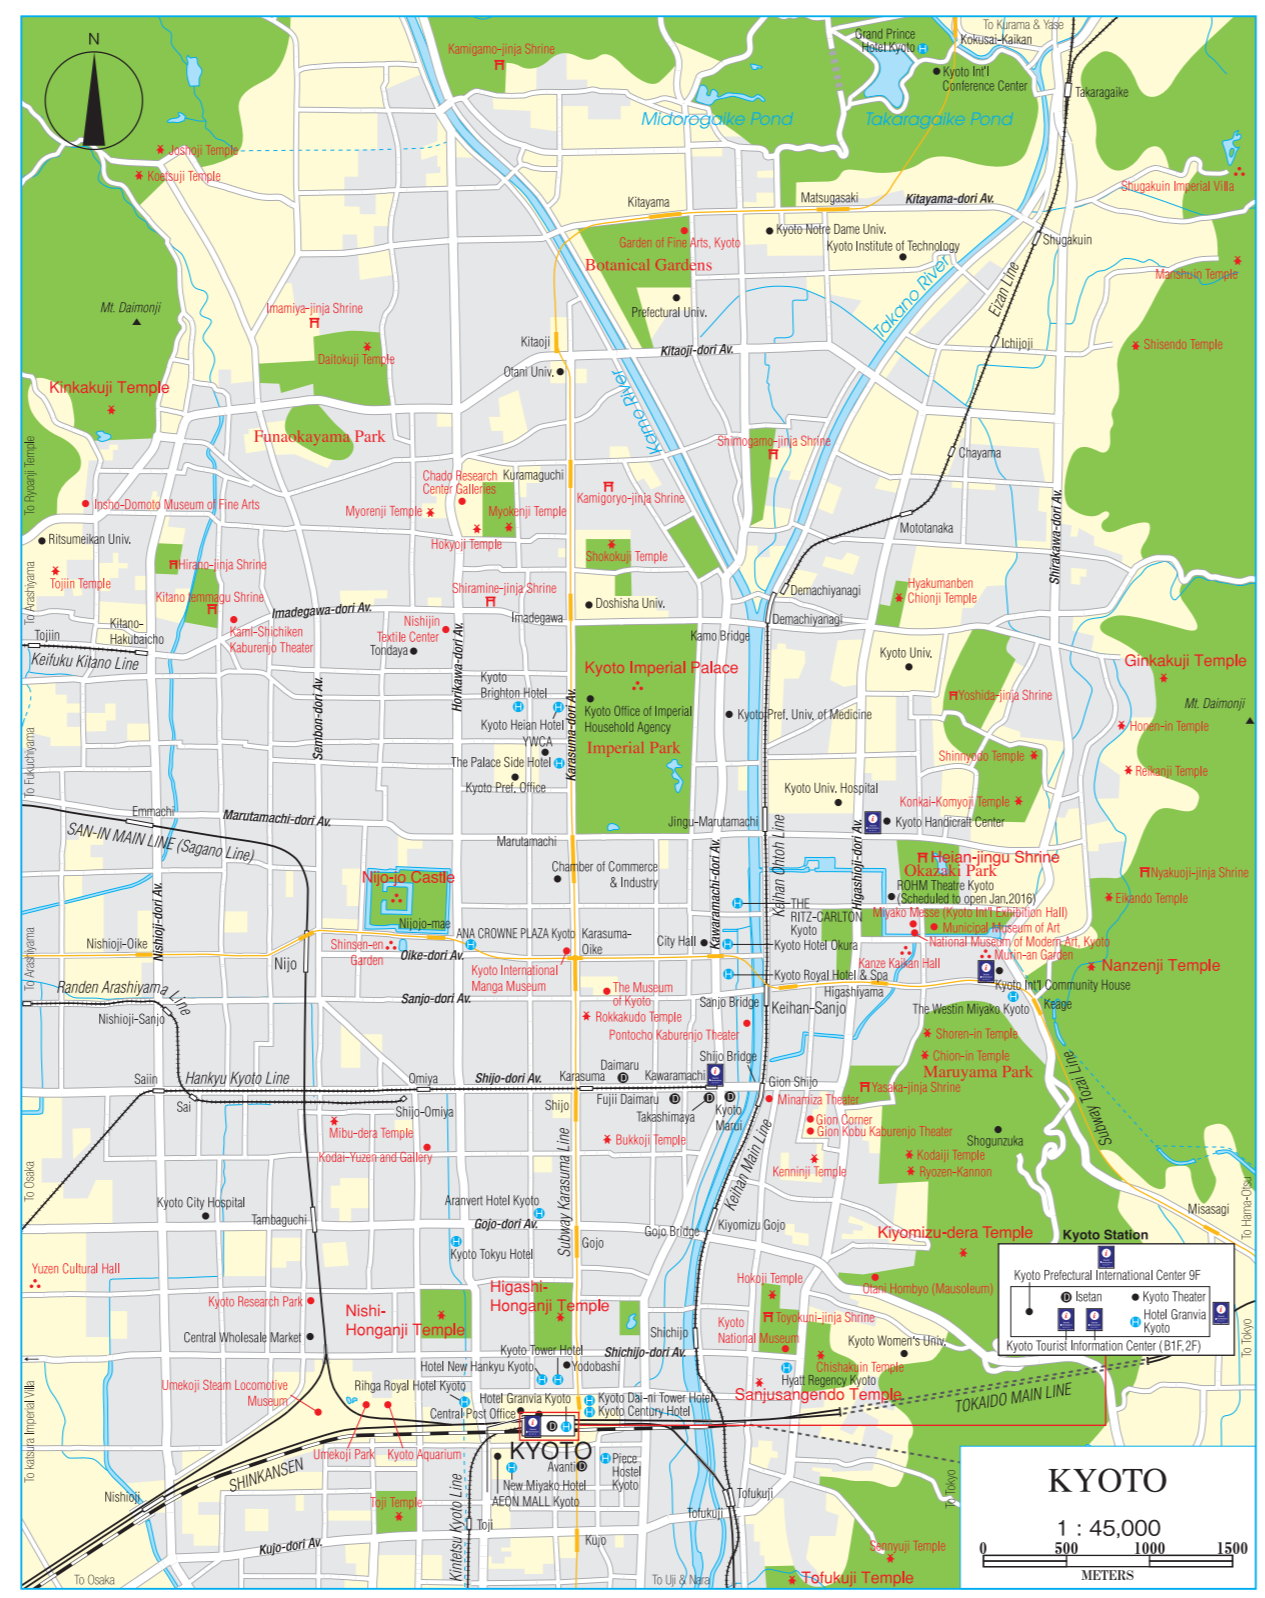 To Kurama & Yase
Grand Prince
Hotel Kyoto
Kokusai-Kaikan
N
Kamigamo-jinja Shrine
Kyoto Int'l
Conference Center
Takaragaike
Midorogaike Pond
Takaragaike Pond
Joshoji Temple
Koetsuji Temple
Shugakuin Imperial Villa
Kitayama
Matsugasaki
Kitayama-dori Av.
Garden of Fine Arts, Kyoto
Kyoto Notre Dame Univ.
Kyoto Institute of Technology
Shugakuin
Botanical Gardens
Takano River
Eizan Line
Manshuin Temple
Mt. Daimonji
Imamiya-jinja Shrine
Prefectural Univ.
Daitokuji Temple
Kitaoji
Kitaoji-dori Av.
Ichijoji
Shisendo Temple
Otani Univ.
Kinkakuji Temple
Kamo River
Funaokayama Park
Shimogamo-jinja Shrine
Chayama
To Ryoanji Temple
Chado Research
Center Galleries
Kuramaguchi
Kamigoryo-jinja Shrine
Insho-Domoto Museum of Fine Arts
Myorenji Temple
Myokenji Temple
Mototanaka
Shirakawa-dori Av.
Ritsumeikan Univ.
Hokyoji Temple
Shokokuji Temple
Hirano-jinja Shrine
Tojiin Temple
To Arashiyama
Kitano Temmagu Shrine
Shiramine-jinja Shrine
Demachiyanagi
Hyakumanben
Chionji Temple
Imadegawa-dori Av.
Doshisha Univ.
Imadegawa
Demachiyanagi
Kitano-
Hakubaicho
Tojiin
Kami-Shichiken
Kaburenjo Theater
Nishijin
Textile Center
Tondaya
Kamo Bridge
Keifuku Kitano Line
Horikawa-dori Av.
Kyoto Univ.
Kyoto Imperial Palace
Ginkakuji Temple
Kyoto
Brighton Hotel
Sembon-dori Av.
Karasuma-dori Av.
Yoshida-jinja Shrine
Mt. Daimonji
Kyoto Office of Imperial
Household Agency
Kyoto Pref. Univ. of Medicine
Kyoto Heian Hotel
Honen-in Temple
YWCA
Imperial Park
Shinnyodo Temple
The Palace Side Hotel
Reikanji Temple
To Fukuchiyama
Kyoto Pref. Office
Kyoto Univ. Hospital
Konkai-Komyoji Temple
Emmachi
Marutamachi-dori Av.
Jingu-Marutamachi
Kyoto Handicraft Center
SAN-IN MAIN LINE (Sagano Line)
Marutamachi
Kawaramachi-dori Av.
Keihan Ohtoh Line
Higashioji-dori Av.
Heian-jingu Shrine
Okazaki Park
Chamber of Commerce
& Industry
Nijo-jo Castle
Nyakuoji-jinja Shrine
ROHM Theatre Kyoto
(Scheduled to open Jan.2016)
Eikando Temple
Nishioji-dori Av.
THE
RITZ-CARLTON
Kyoto
Miyako Messe (Kyoto Int'l Exhibition Hall)
Municipal Museum of Art
Nijojo-mae
ANA CROWNE PLAZA Kyoto
Karasuma-
Oike
City Hall
Kyoto Hotel Okura
National Museum of Modern Art, Kyoto
To Arashiyama
Nishioji-Oike
Shinsen-en
Garden
Oike-dori Av.
Murin-an Garden
Kanze Kaikan Hall
Nanzenji Temple
Nijo
Kyoto International
Manga Museum
Kyoto Royal Hotel & Spa
Kyoto Int'l Community House
Randen Arashiyama Line
Sanjo-dori Av.
The Museum
of Kyoto
Sanjo Bridge
Higashiyama
Keihan-Sanjo
The Westin Miyako Kyoto
Keage
Nishioji-Sanjo
Rokkakudo Temple
Pontocho Kaburenjo Theater
Shoren-in Temple
Chion-in Temple
Shijo Bridge
Maruyama Park
Saiin
Hankyu Kyoto Line
Omiya
Shijo-dori Av.
Karasuma
Daimaru
Kawaramachi
Gion Shijo
Yasaka-jinja Shrine
Subway Tozai Line
Sai
Shijo-Omiya
Shijo
Fujii Daimaru
Takashimaya
Kyoto
Marui
Minamiza Theater
Gion Corner
Gion Kobu Kaburenjo Theater
Mibu-dera Temple
Bukkoji Temple
Shogunzuka
Kodai-Yuzen and Gallery
Keihan Main Line
Kenninji Temple
Kodaiji Temple
Ryozen-Kannon
To Osaka
Subway Karasuma Line
To Hama-Otsu
Kyoto City Hospital
Aranvert Hotel Kyoto
Misasagi
Tambaguchi
Gojo-dori Av.
Gojo Bridge
Kiyomizu Gojo
Kiyomizu-dera Temple
Kyoto Station
Kyoto Tokyu Hotel
Gojo
Yuzen Cultural Hall
Hokoji Temple
Otani Hombyo (Mausoleum)
Kyoto Prefectural International Center 9F
Isetan
Kyoto Theater
Higashi-
Honganji Temple
Kyoto Research Park
Nishi-
Honganji Temple
Toyokuni-jinja Shrine
Hotel Granvia
Kyoto
Central Wholesale Market
Shichijo
Kyoto
National Museum
Kyoto Women's Univ.
Kyoto Tourist Information Center (B1F, 2F)
To Tokyo
Kyoto Tower Hotel
Shichijo-dori Av.
Hotel New Hankyu Kyoto
Yodobashi
Chishakuin Temple
Hyatt Regency Kyoto
Umekoji Steam Locomotive
Museum
Rihga Royal Hotel Kyoto
Hotel Granvia Kyoto
Kyoto Dai-ni Tower Hotel
Sanjusangendo Temple
TOKAIDO MAIN LINE
Central Post Office
Kyoto Century Hotel
To katsura Imperial Villa
Umekoji Park
Kyoto Aquarium
KYOTO
Avanti
Piece
Hostel
Kyoto
SHINKANSEN
New Miyako Hotel
AEON MALL Kyoto
To Tokyo
KYOTO
Nishioji
Toji Temple
Kintetsu Kyoto Line
Toji
Tofukuji
Tofukuji
1 : 45,000
0 500 1000 1500
METERS
Kujo-dori Av.
Kujo
Sennyuji Temple
To Osaka
To Uji & Nara
Tofukuji Temple